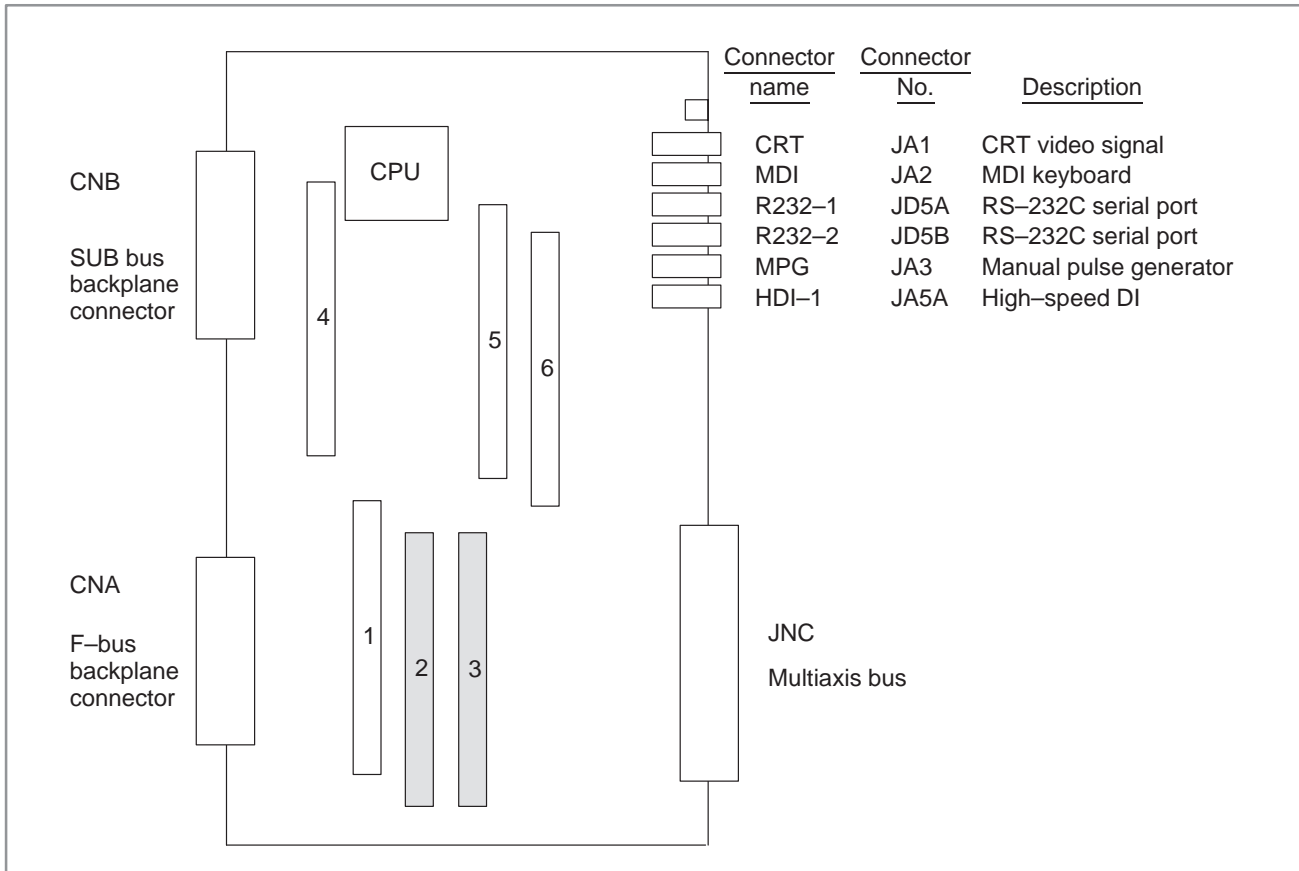 Connector Connector
name No. Description
CRT JA1 CRT video signal
MDI JA2 MDI keyboard
R232–1 JD5A RS–232C serial port
R232–2 JD5B RS–232C serial port
MPG JA3 Manual pulse generator
HDI–1 JA5A High–speed DI
CPU
CNB
SUB bus
backplane
connector
4
5
6
CNA
F–bus
backplane
connector
1
2
3
JNC
Multiaxis bus